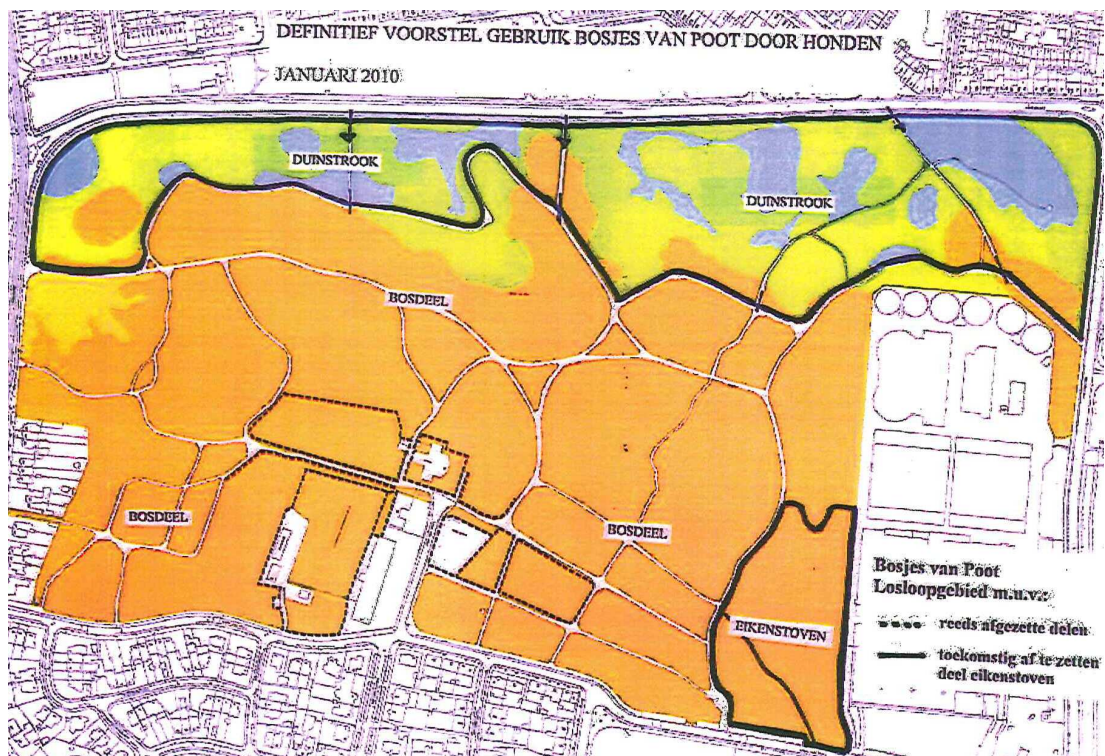 DEFINITIEF VOORSTEL GEBRUIK BOSJES VAN POOT DOOR HONDEN
JANUARI 2010
DUINSTROOK
DUINSTROOK
BOSDEEL
BOSDEEL
BOSDEEL
EIKENSTOVEN
Bosjes van Poot
Losloopgebied m.u.v.:
reeds afgezette delen
toekomstig af te zetten
deel eikenstoven